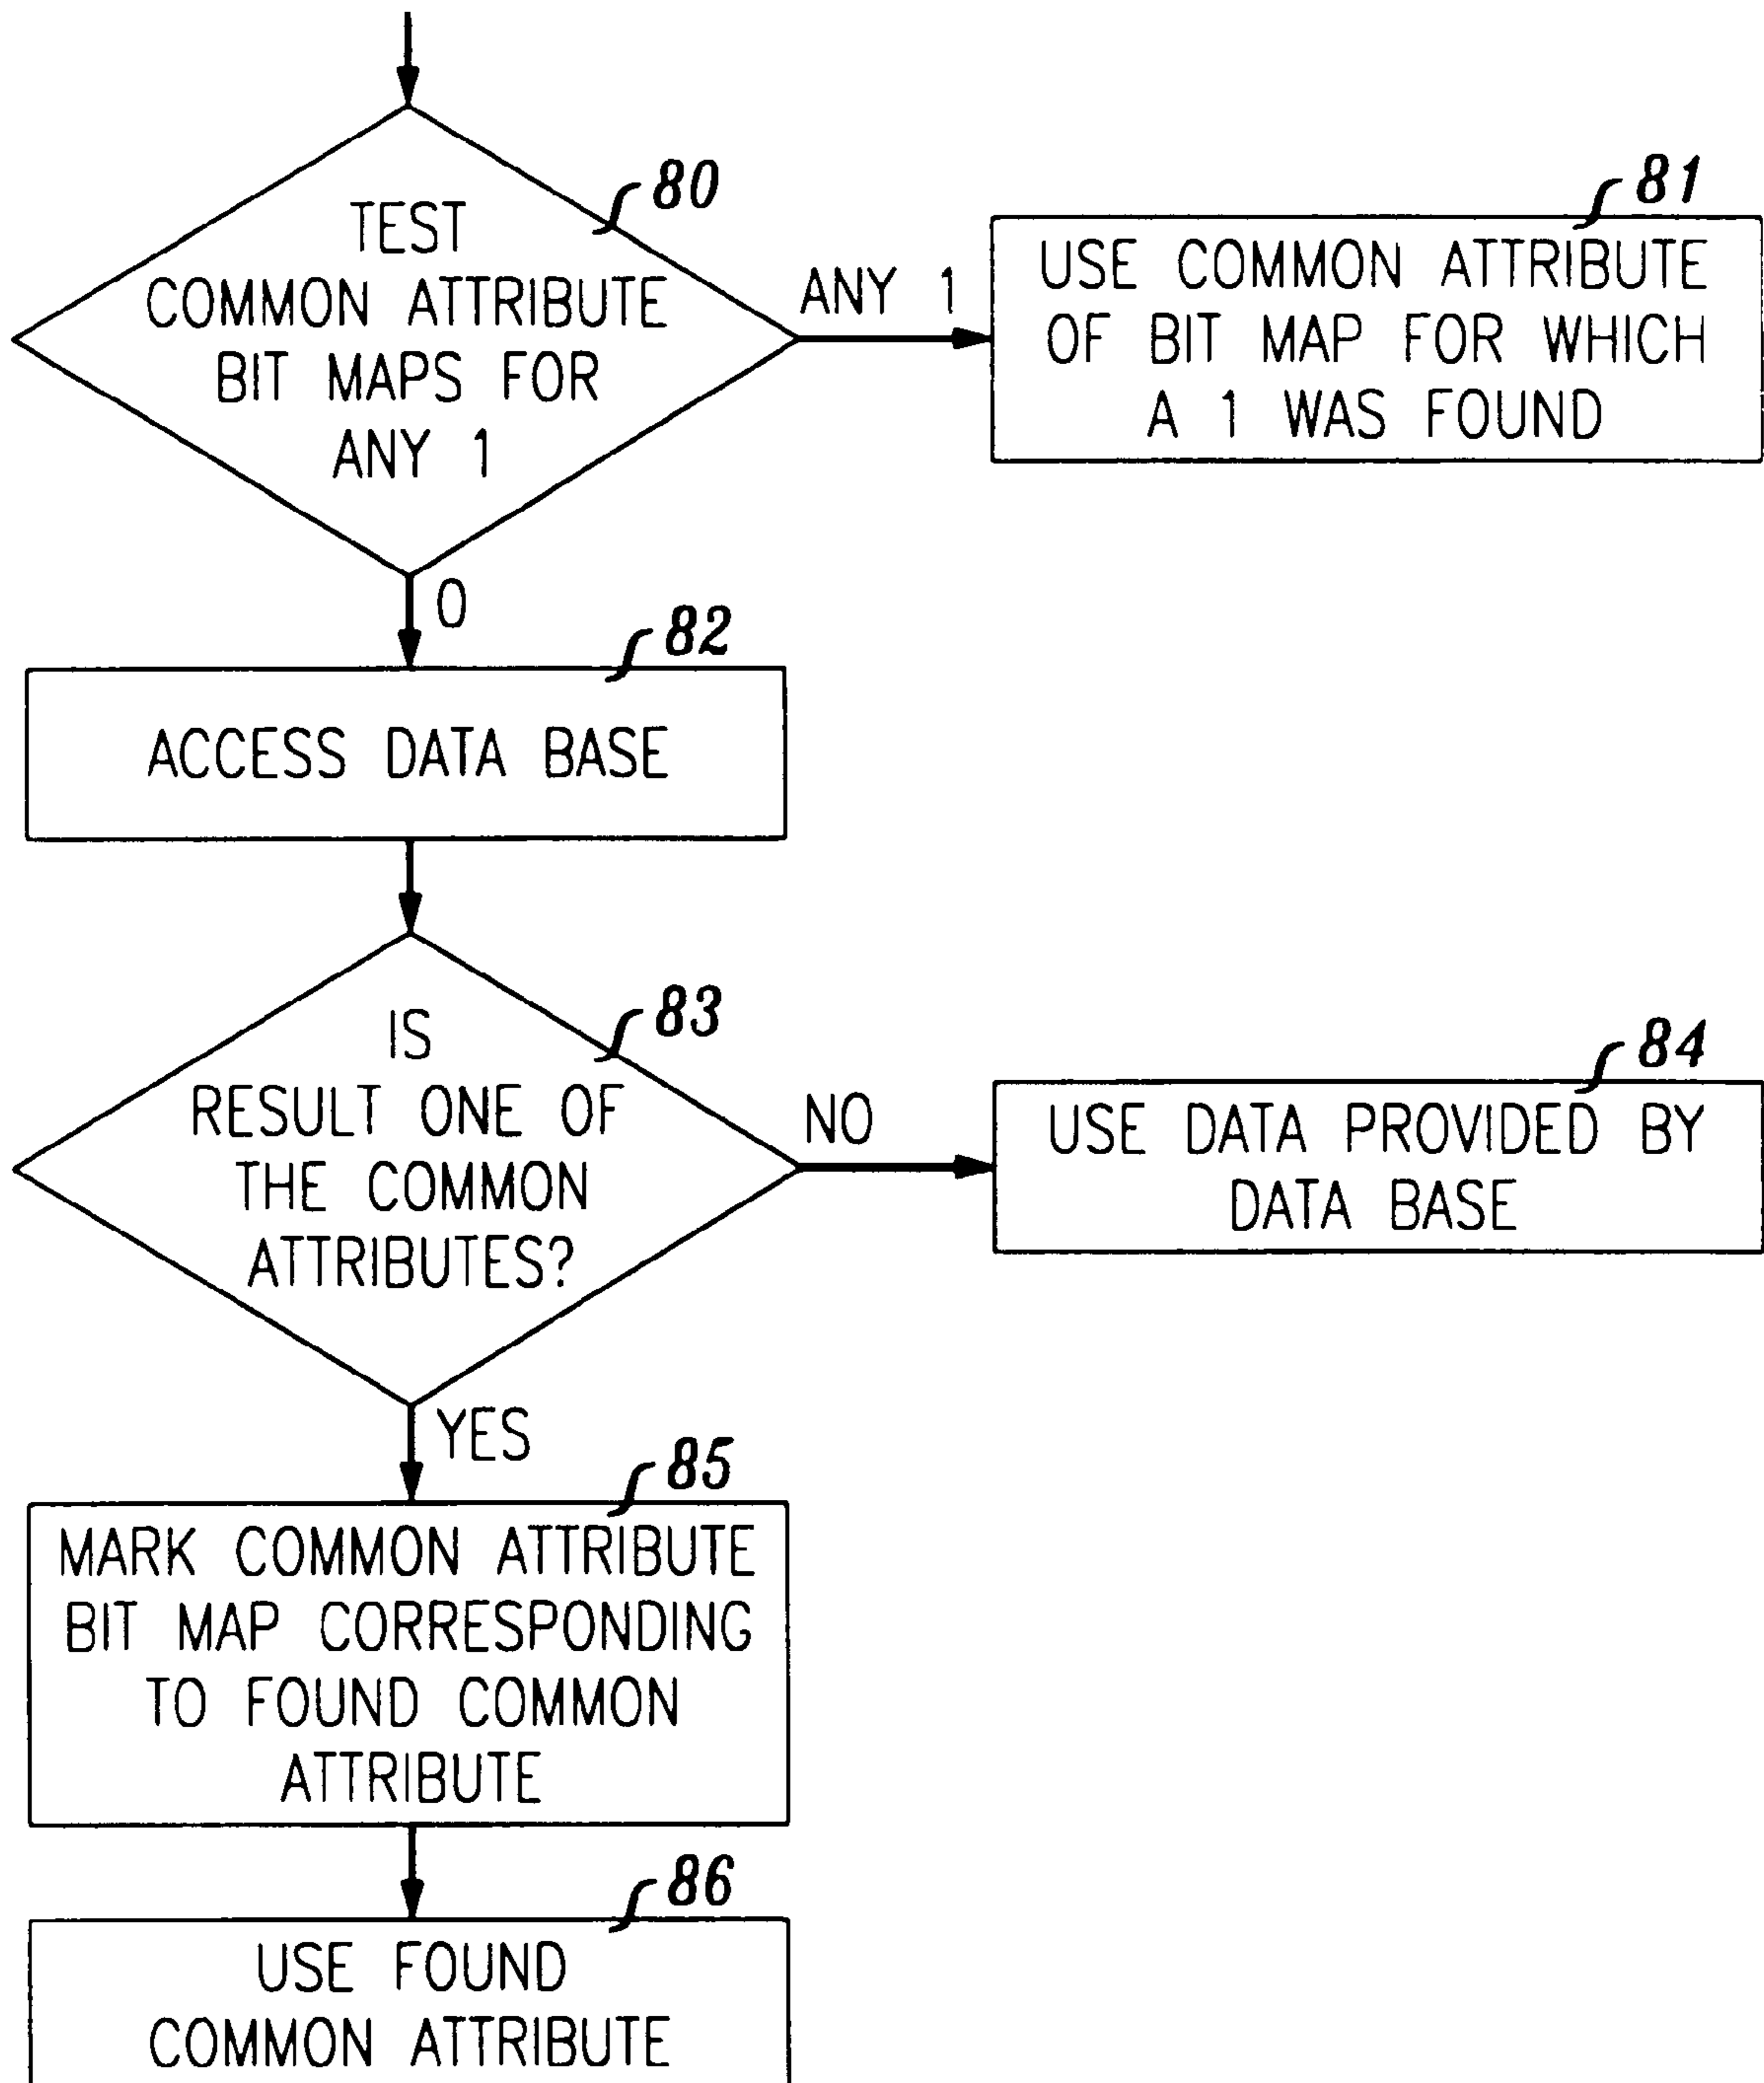 80
TEST
COMMON ATTRIBUTE
BIT MAPS FOR
ANY 1
ANY 1
81
USE COMMON ATTRIBUTE
OF BIT MAP FOR WHICH
A 1 WAS FOUND
0
82
ACCESS DATA BASE
83
IS
RESULT ONE OF
THE COMMON
ATTRIBUTES?
NO
84
USE DATA PROVIDED BY
DATA BASE
YES
85
MARK COMMON ATTRIBUTE
BIT MAP CORRESPONDING
TO FOUND COMMON
ATTRIBUTE
86
USE FOUND
COMMON ATTRIBUTE